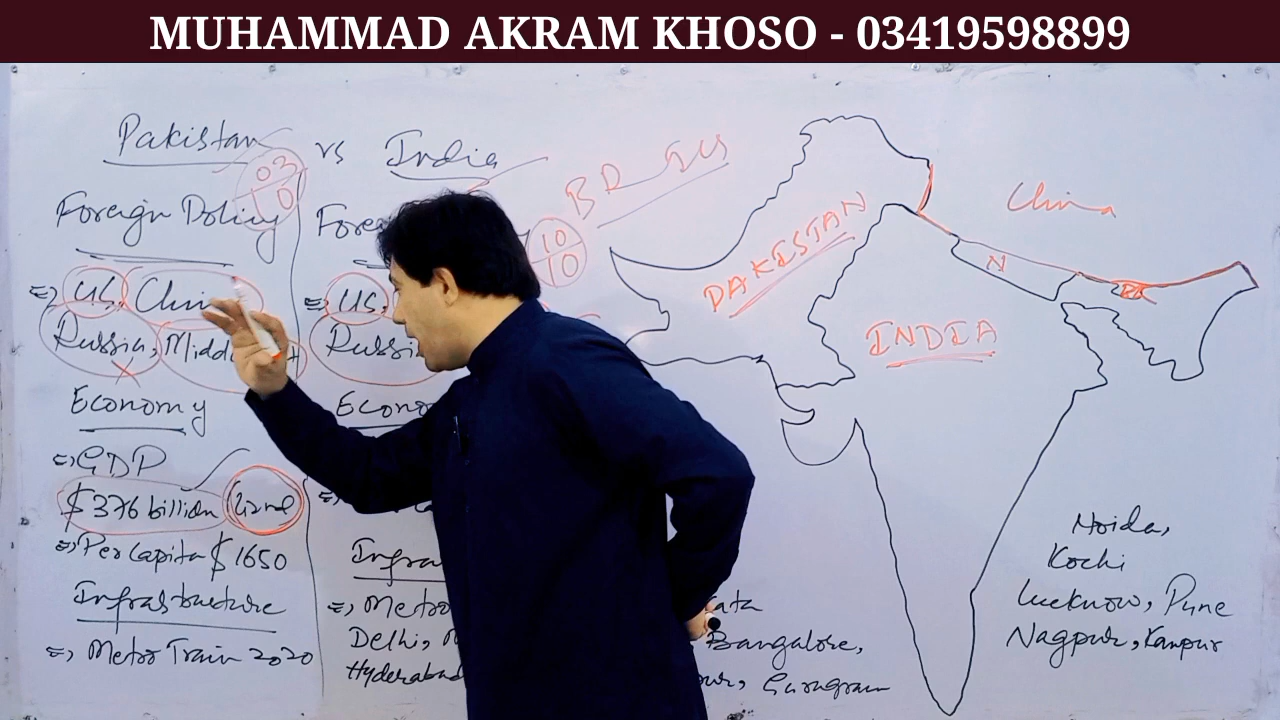 MUHAMMAD AKRAM KHOSO - 03419598899
Pakistan vs India
03
10
Foreign Policy
⇒ US, China
Russia, Middle
Economy
⇒ GDP
$376 billion 42nd
⇒ Per Capita $1650
Infrastructure
⇒ Metro Train 2020
Fore
10
10
⇒ US,
Russia
Econo
Infra
⇒ Metro
Delhi,
Hyderabad
Bangalore,
Gurugram
BRICS
PAKISTAN
INDIA
China
N
Noida,
Kochi
Lucknow, Pune
Nagpur, Kanpur